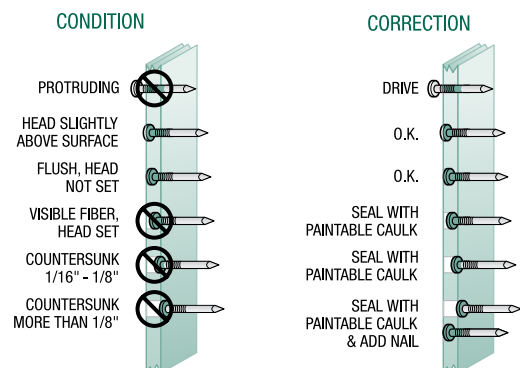 CONDITION
PROTRUDING
HEAD SLIGHTLY
ABOVE SURFACE
FLUSH, HEAD
NOT SET
VISIBLE FIBER,
HEAD SET
COUNTERSUNK
1/16" - 1/8"
COUNTERSUNK
MORE THAN 1/8"
CORRECTION
DRIVE
O.K.
O.K.
SEAL WITH
PAINTABLE CAULK
SEAL WITH
PAINTABLE CAULK
SEAL WITH
PAINTABLE CAULK
& ADD NAIL